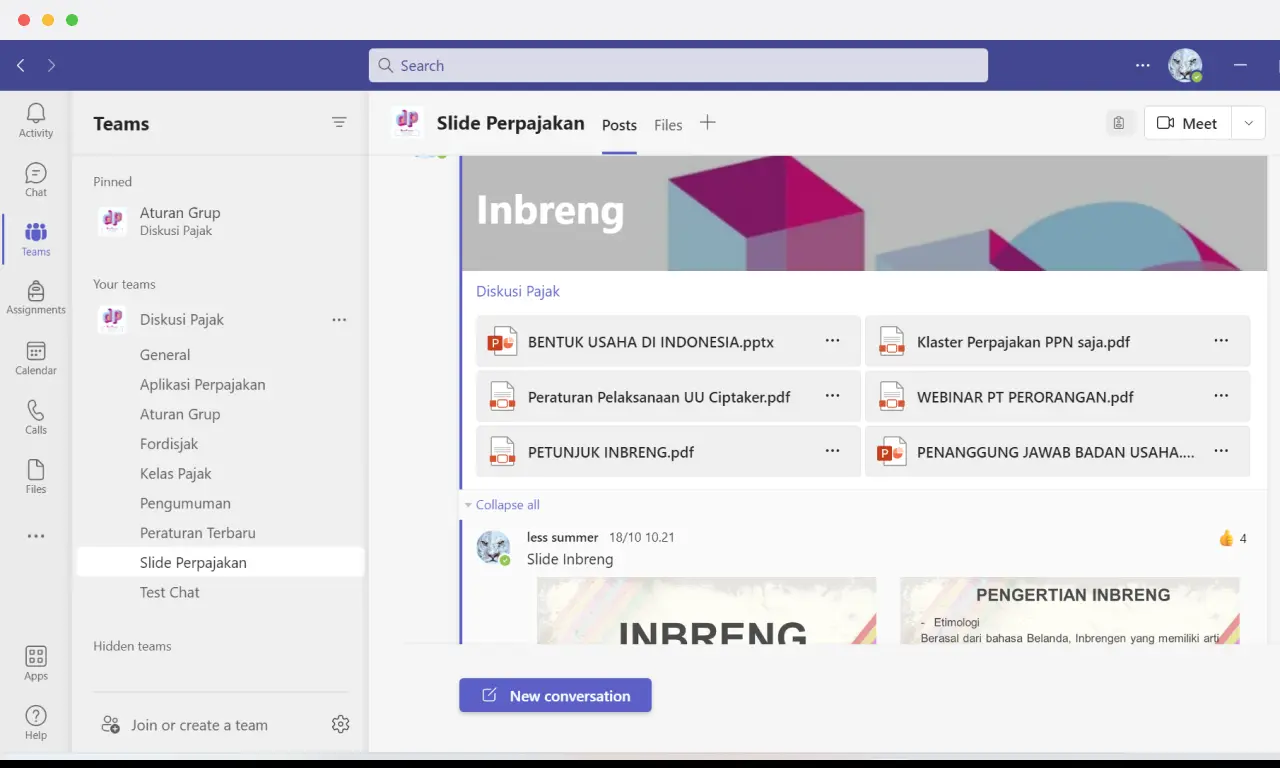 Search
Activity
Chat
Teams
Assignments
Calendar
Calls
Files
Apps
Help
Teams
Pinned
Aturan Grup
Diskusi Pajak
Your teams
Diskusi Pajak
General
Aplikasi Perpajakan
Aturan Grup
Fordisjak
Kelas Pajak
Pengumuman
Peraturan Terbaru
Slide Perpajakan
Test Chat
Hidden teams
Join or create a team
dp Slide Perpajakan Posts Files Meet
Inbreng
Diskusi Pajak
BENTUK USAHA DI INDONESIA.pptx
Klaster Perpajakan PPN saja.pdf
Peraturan Pelaksanaan UU Ciptaker.pdf
WEBINAR PT PERORANGAN.pdf
PETUNJUK INBRENG.pdf
PENANGGUNG JAWAB BADAN USAHA....
Collapse all
less summer 18/10 10.21
4
Slide Inbreng
INBRENG
PENGERTIAN INBRENG
- Etimologi
Berasal dari bahasa Belanda, Inbrengen yang memiliki arti
New conversation